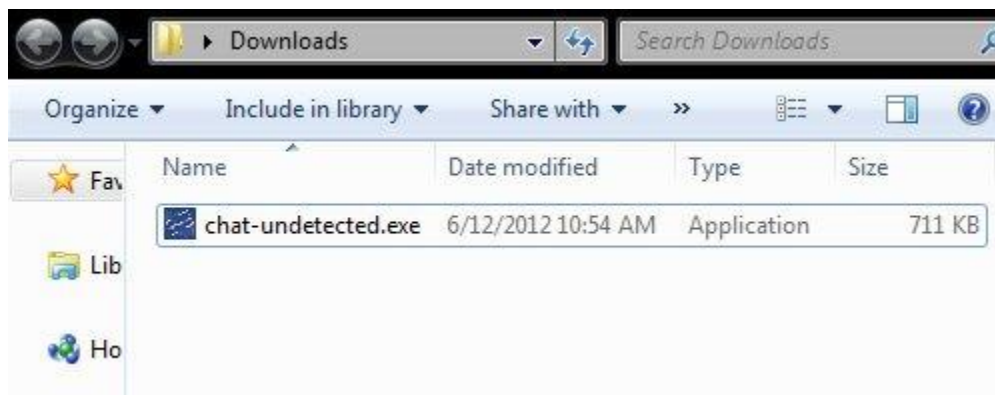 Downloads
Search Downloads
Organize
Include in library
Share with
»
Name
Date modified
Type
Size
Fav
chat-undetected.exe
6/12/2012 10:54 AM
Application
711 KB
Lib
Ho